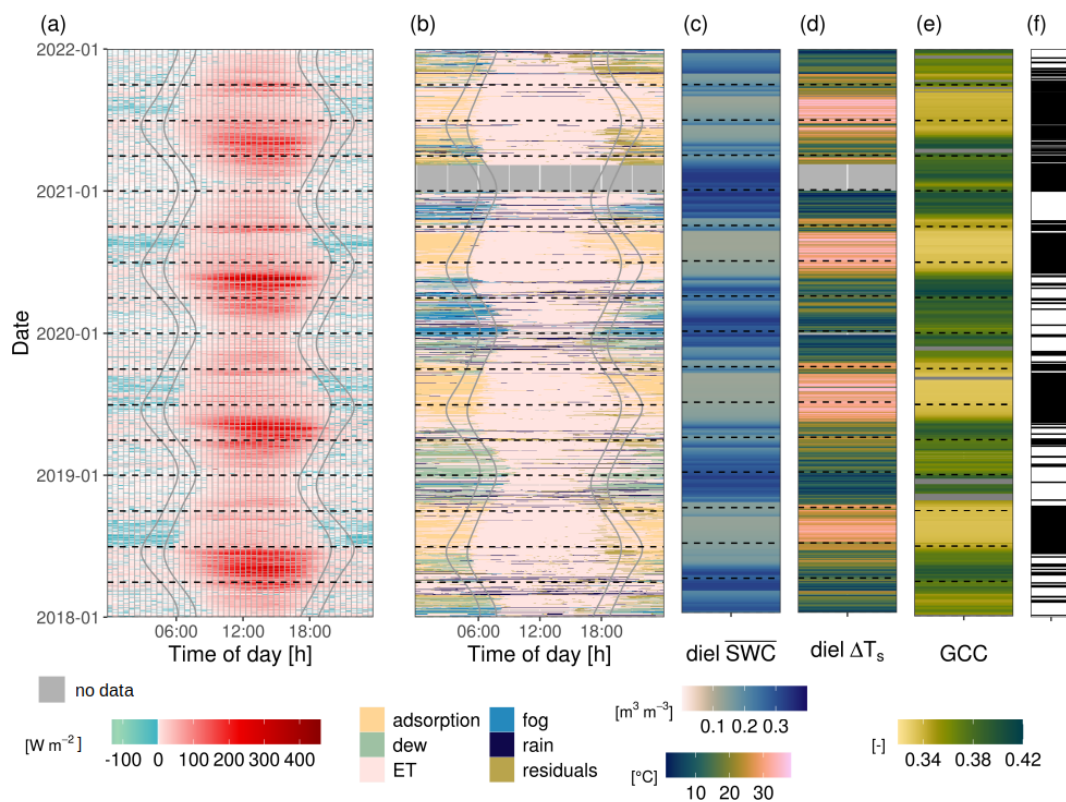 (a) (b) (c) (d) (e) (f)
2022-01
2021-01
2020-01
2019-01
2018-01
Date
06:00 12:00 18:00 06:00 12:00 18:00
Time of day [h] Time of day [h] diel SWC diel ΔTs GCC
no data
[W m⁻²] -100 0 100 200 300 400
adsorption fog
dew rain
ET residuals
[m³ m⁻³] 0.1 0.2 0.3
[°C] 10 20 30
[-] 0.34 0.38 0.42